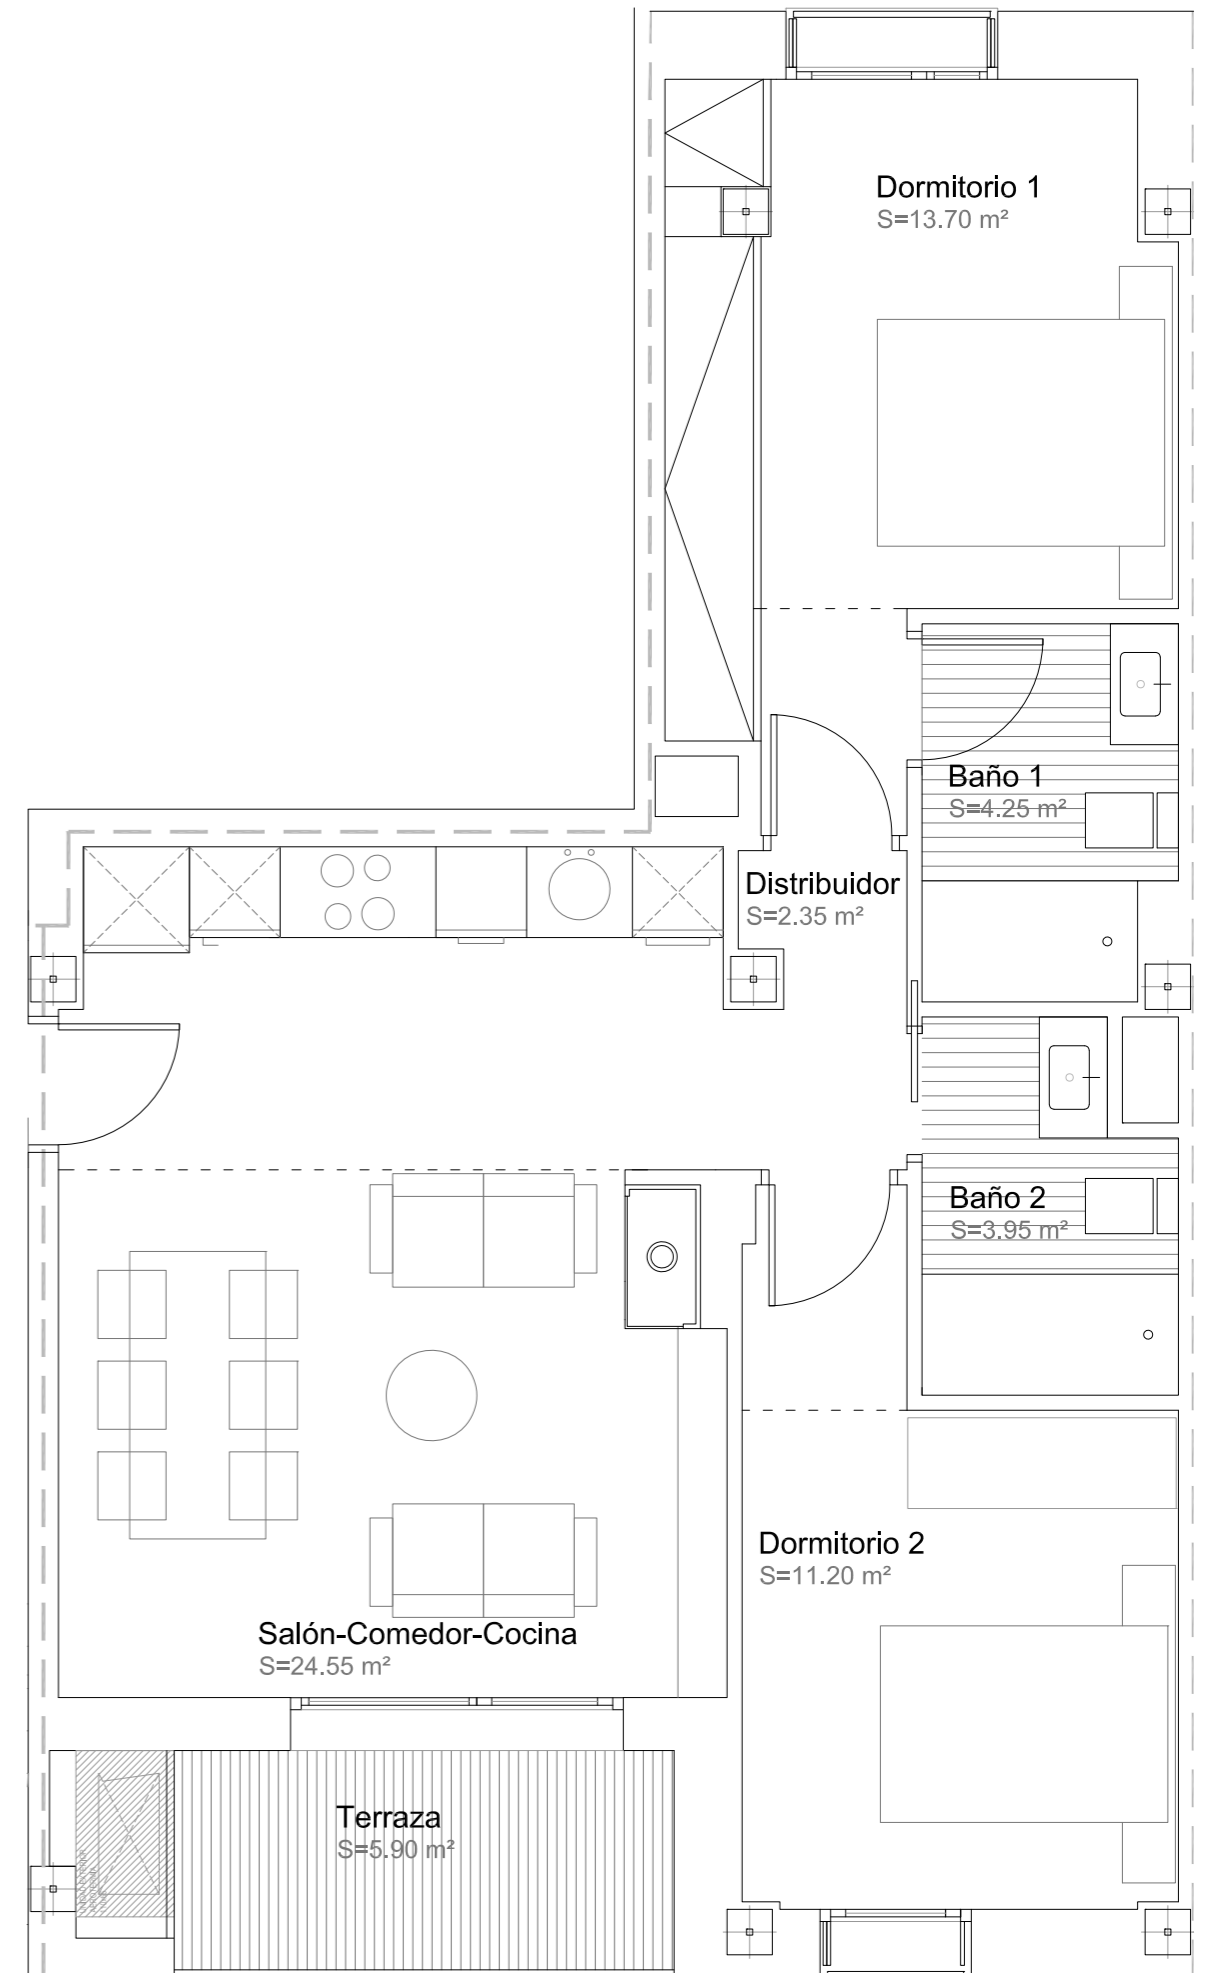 Dormitorio 1
S=13.70 m²
Baño 1
S=4.25 m²
Distribuidor
S=2.35 m²
Baño 2
S=3.95 m²
Dormitorio 2
S=11.20 m²
Salón-Comedor-Cocina
S=24.55 m²
Terraza
S=5.90 m²